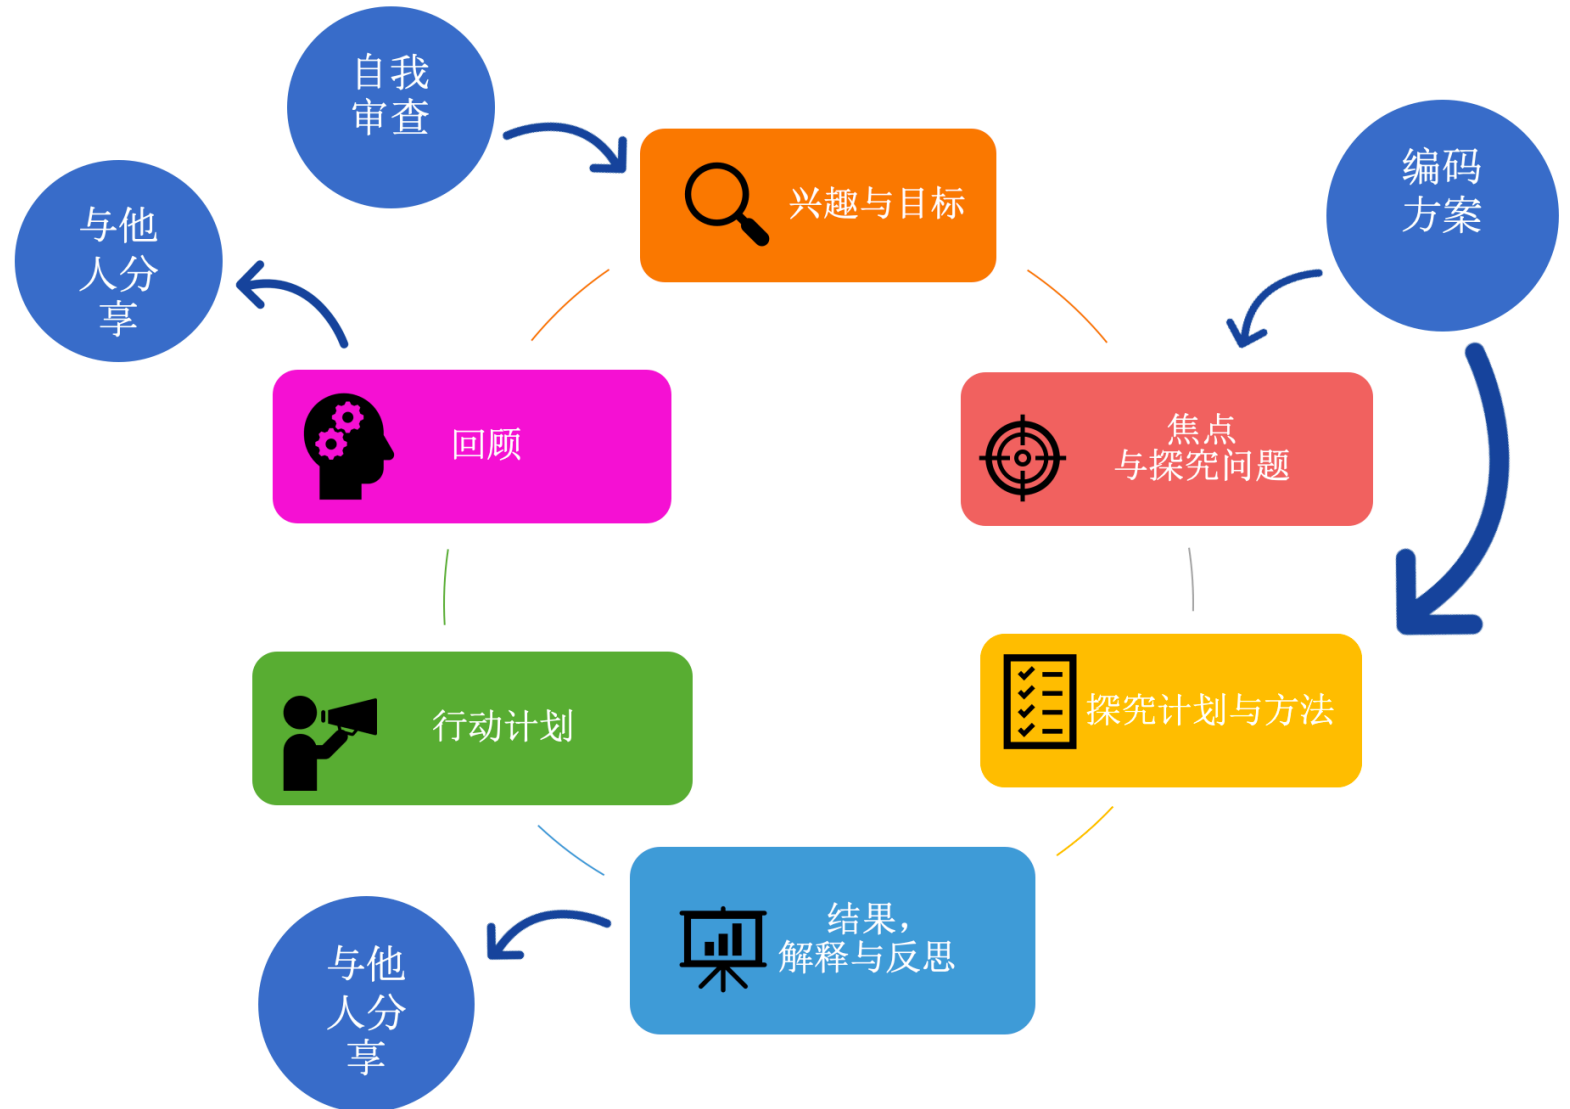 自我
审查
兴趣与目标
编码
方案
与他
人分
享
回顾
焦点
与探究问题
行动计划
探究计划与方法
结果，
解释与反思
与他
人分
享